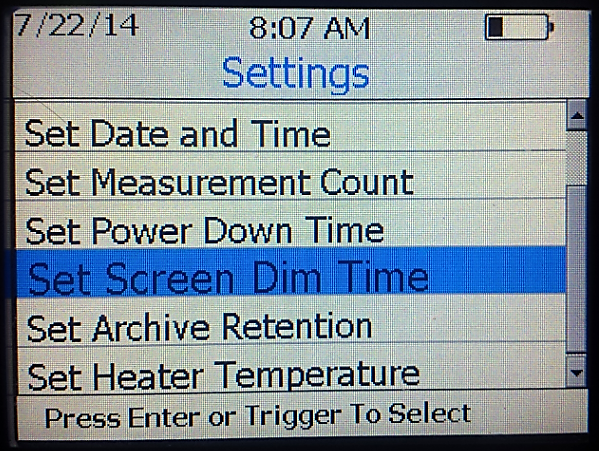 7/22/14 8:07 AM
Settings
Set Date and Time
Set Measurement Count
Set Power Down Time
Set Screen Dim Time
Set Archive Retention
Set Heater Temperature
Press Enter or Trigger To Select